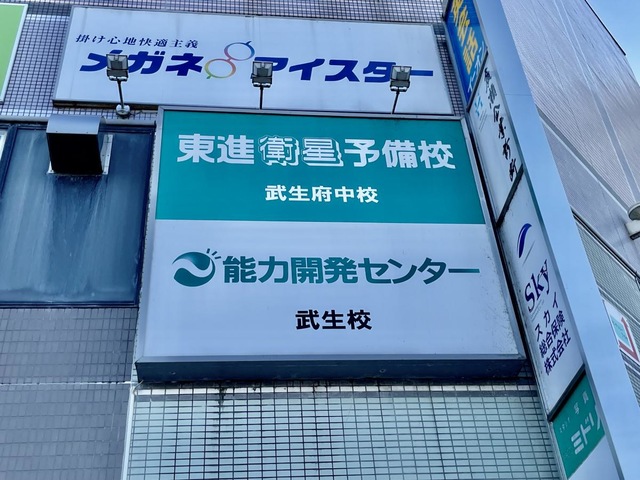 掛け心地快適主義
メガネ アイスター
東進衛星予備校
武生府中校
能力開発センター
武生校
sky
スカイ
総合保険
株式会社
ミドリ